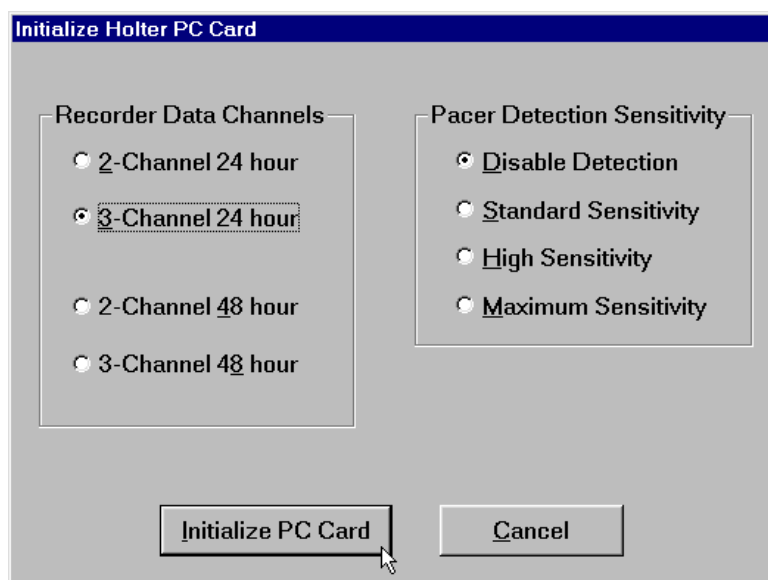 Initialize Holter PC Card
Recorder Data Channels
2-Channel 24 hour
3-Channel 24 hour
2-Channel 48 hour
3-Channel 48 hour
Pacer Detection Sensitivity
Disable Detection
Standard Sensitivity
High Sensitivity
Maximum Sensitivity
Initialize PC Card
Cancel